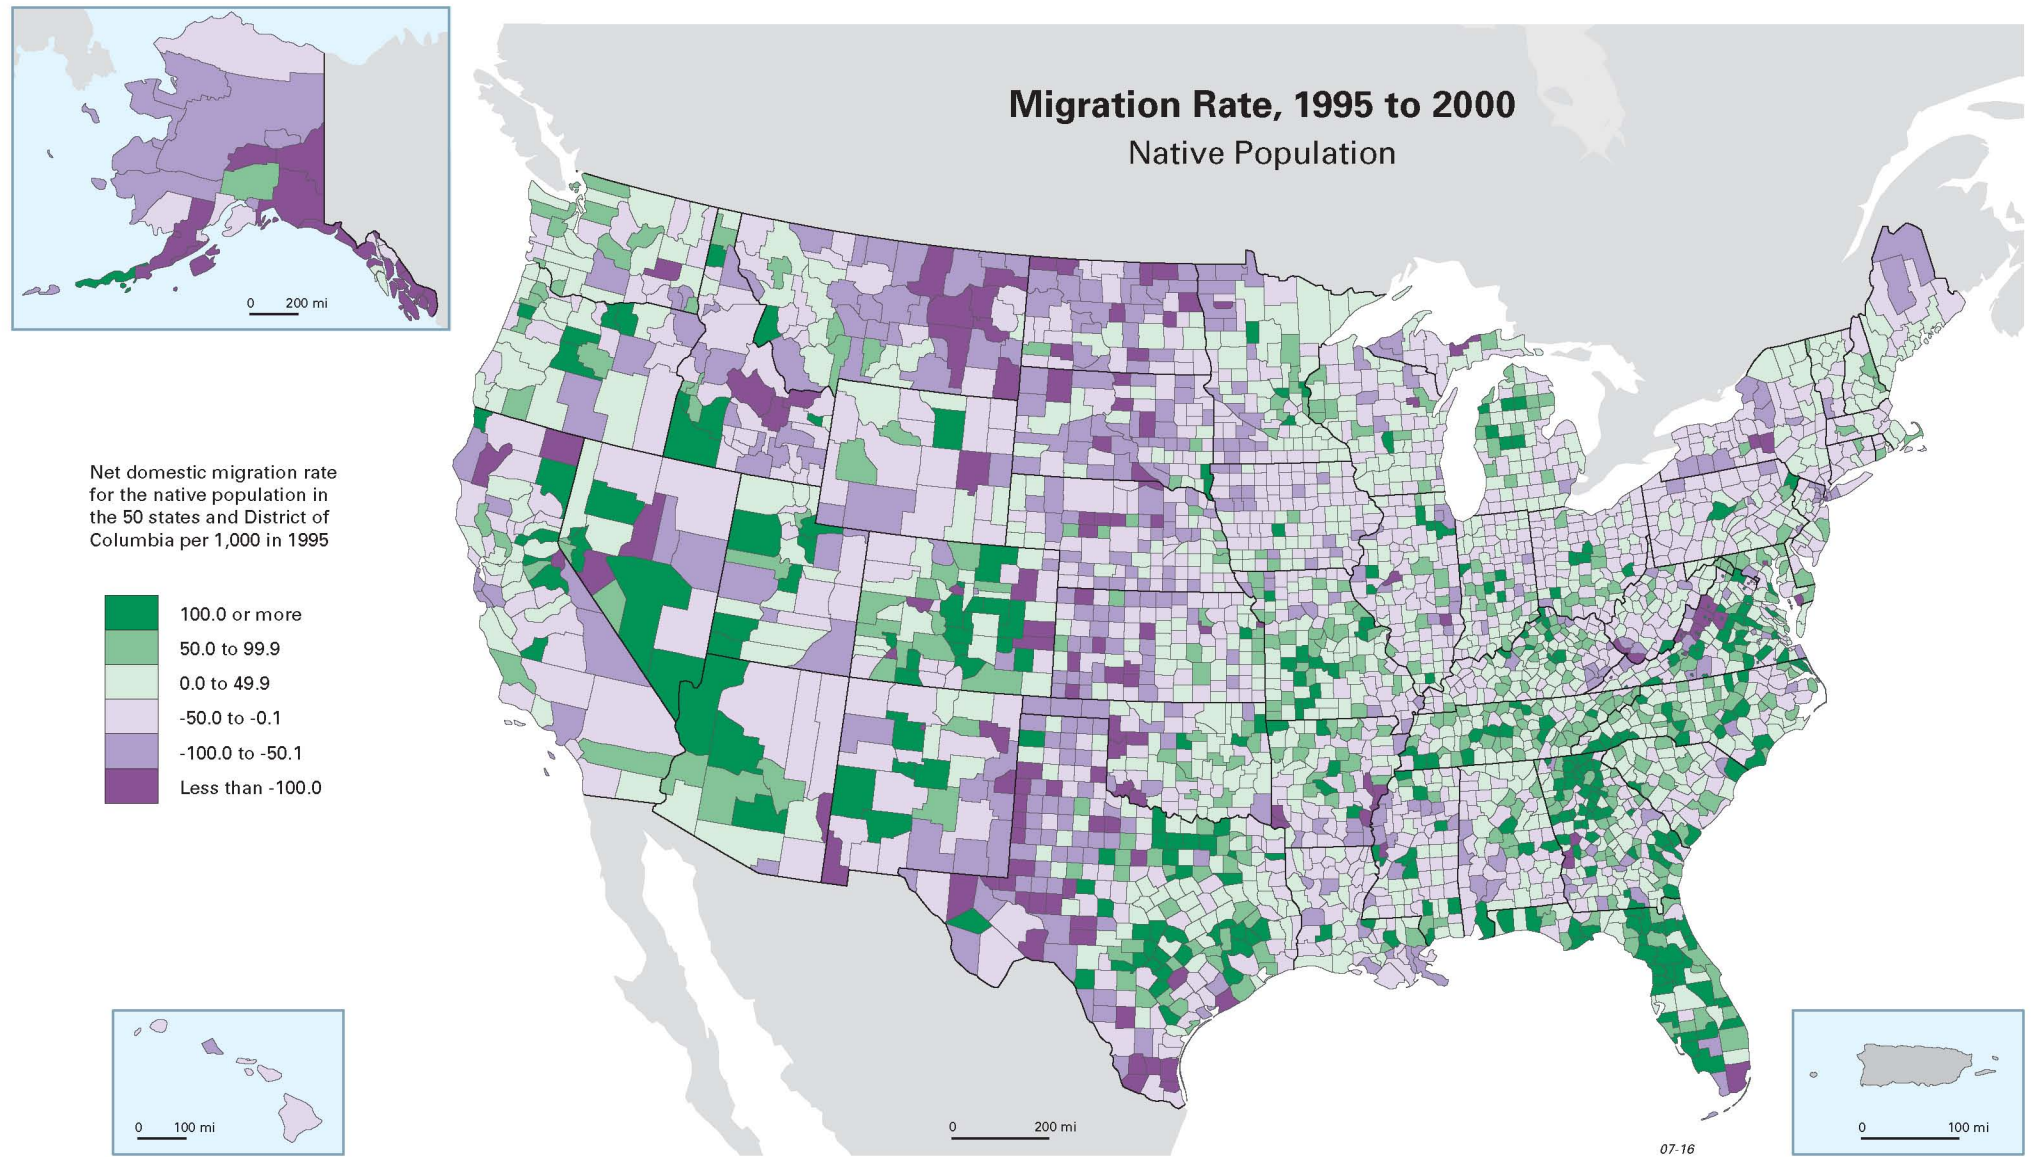 Migration Rate, 1995 to 2000
Native Population
0 200 mi
Net domestic migration rate
for the native population in
the 50 states and District of
Columbia per 1,000 in 1995
100.0 or more
50.0 to 99.9
0.0 to 49.9
-50.0 to -0.1
-100.0 to -50.1
Less than -100.0
0 100 mi
0 200 mi
0 100 mi
07-16